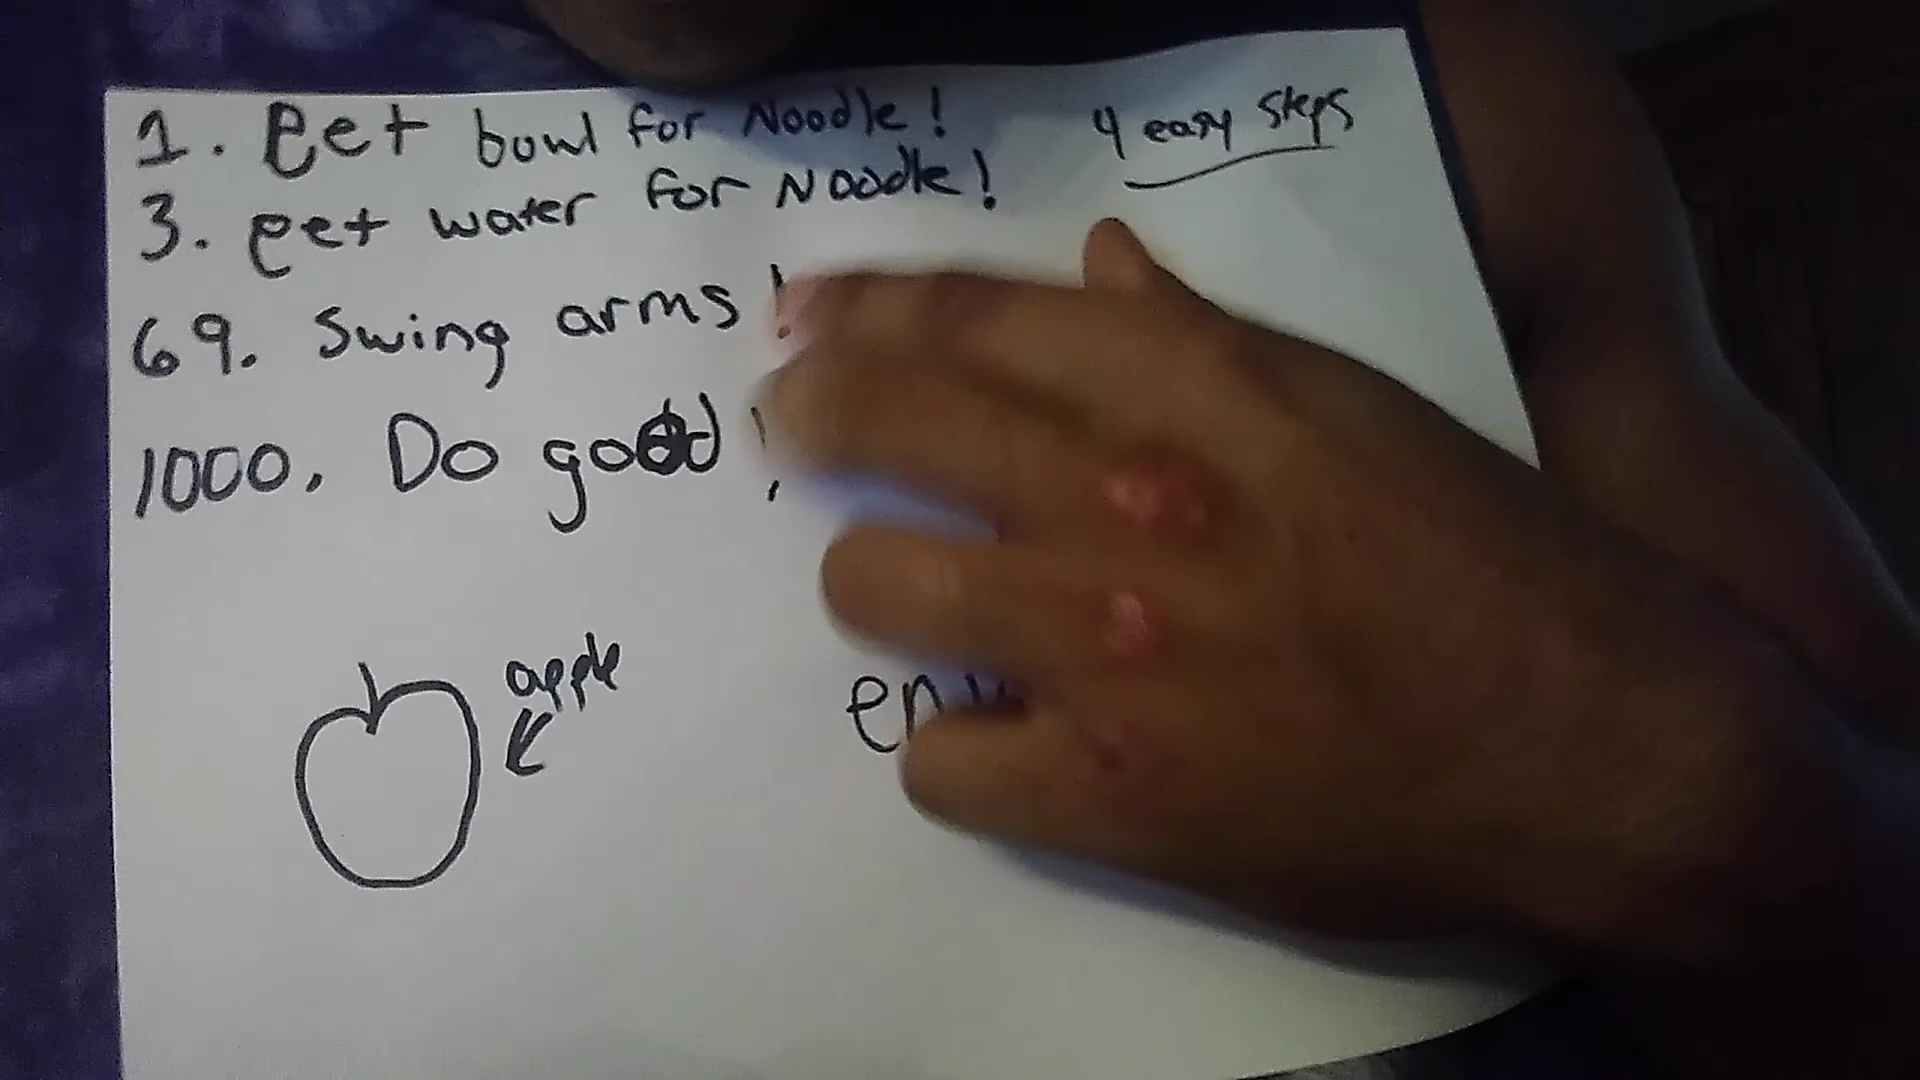 1. get bowl for Noodle!
4 easy steps
3. get water for Noodle!
69. Swing arms!
1000. Do good!
apple